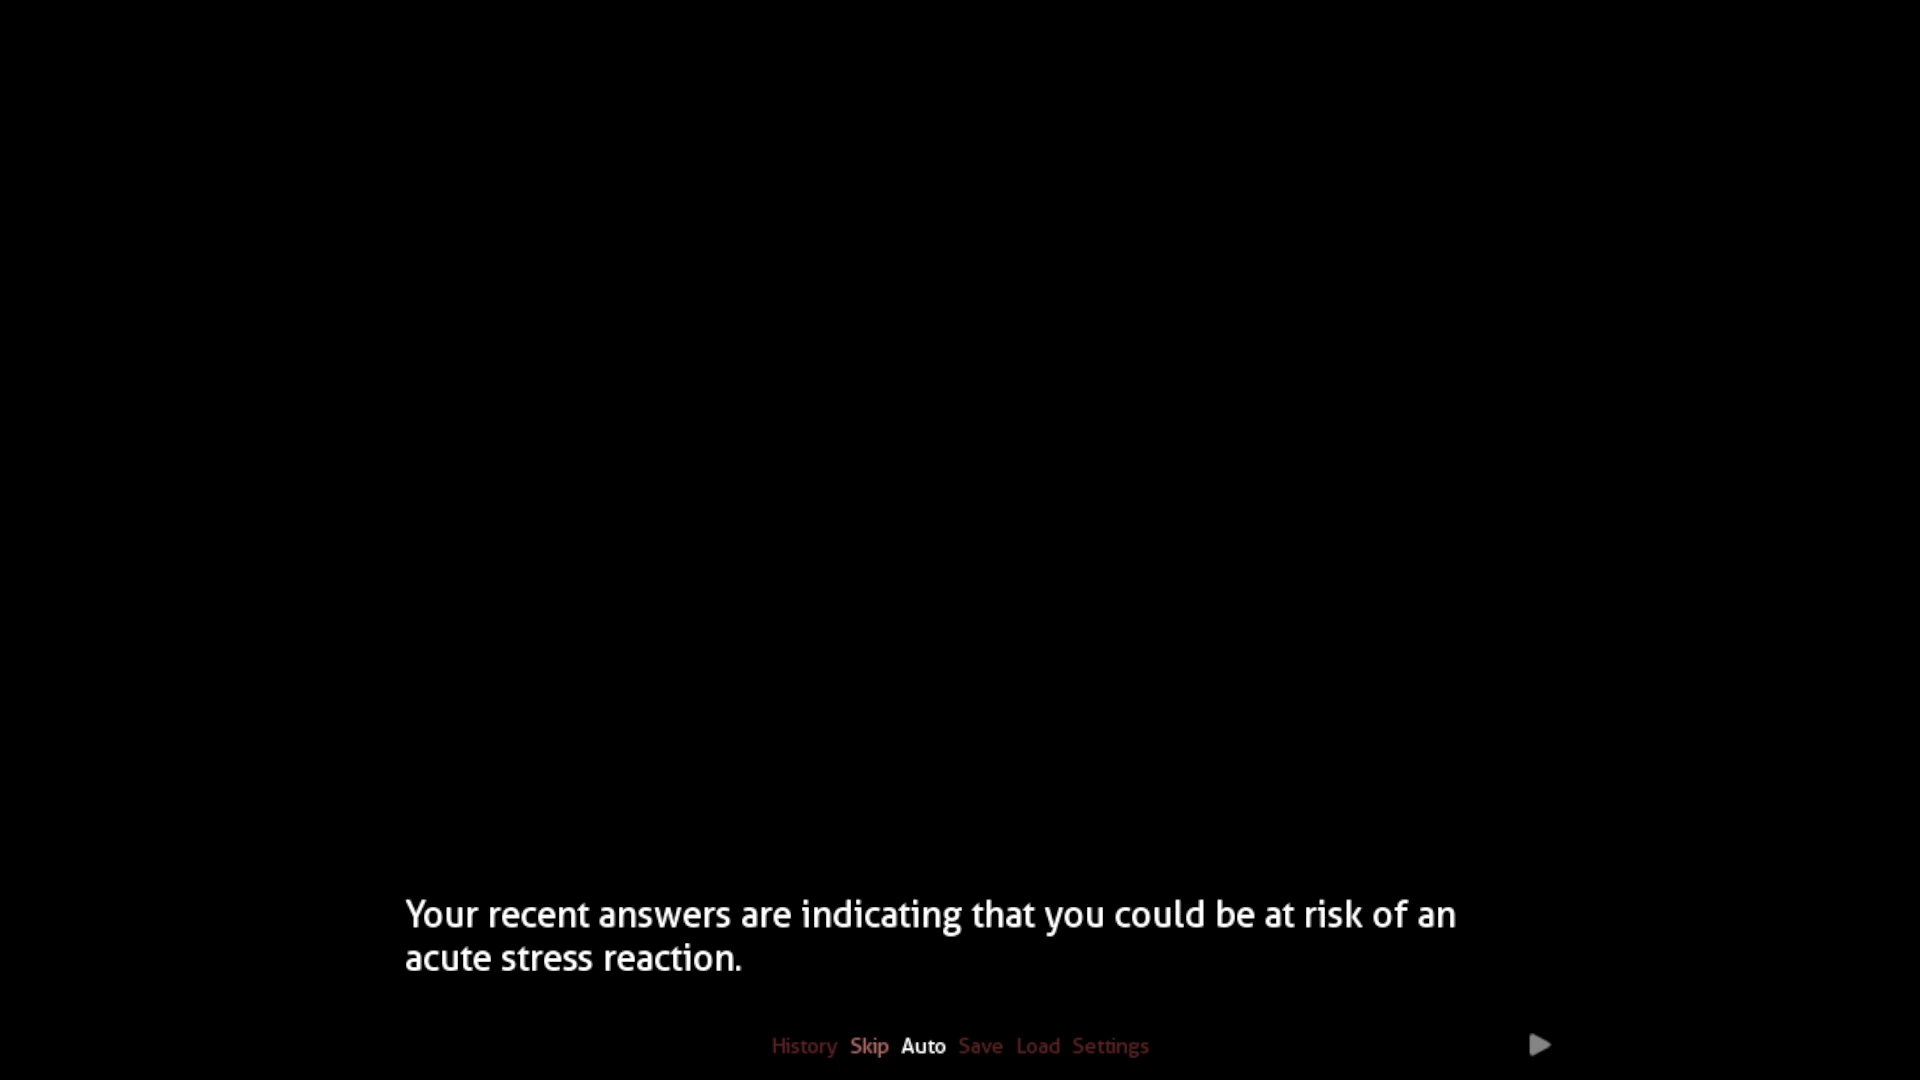 Your recent answers are indicating that you could be at risk of an
acute stress reaction.
History Skip Auto Save Load Settings